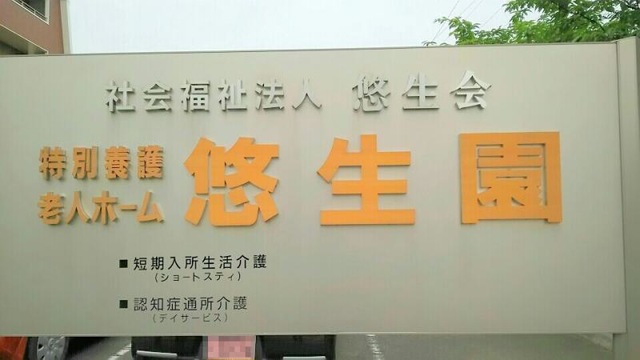 社会福祉法人 悠生会
特別養護
老人ホーム
悠生園
■短期入所生活介護
(ショートスティ)
■認知症通所介護
(デイサービス)